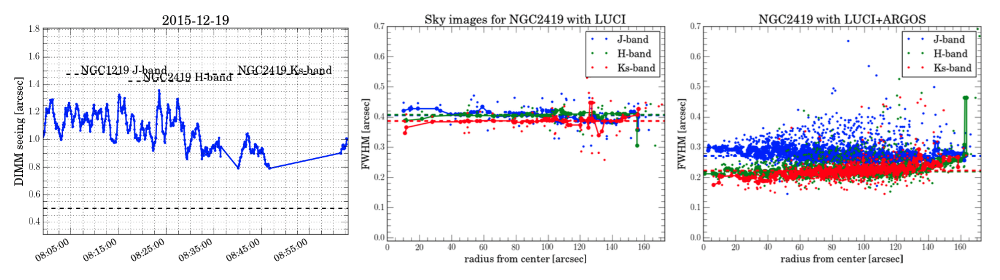 2015-12-19
DIMM seeing [arcsec]
1.8
1.6
1.4
1.2
1.0
0.8
0.6
0.4
NGC1219 J-band
NGC2419 H-band
NGC2419 Ks-band
08:05:00
08:15:00
08:25:00
08:35:00
08:45:00
08:55:00
Sky images for NGC2419 with LUCI
FWHM [arcsec]
0.7
0.6
0.5
0.4
0.3
0.2
0.1
0.0
J-band
H-band
Ks-band
0 20 40 60 80 100 120 140 160
radius from center [arcsec]
NGC2419 with LUCI+ARGOS
FWHM [arcsec]
0.7
0.6
0.5
0.4
0.3
0.2
0.1
0.0
J-band
H-band
Ks-band
0 20 40 60 80 100 120 140 160
radius from center [arcsec]